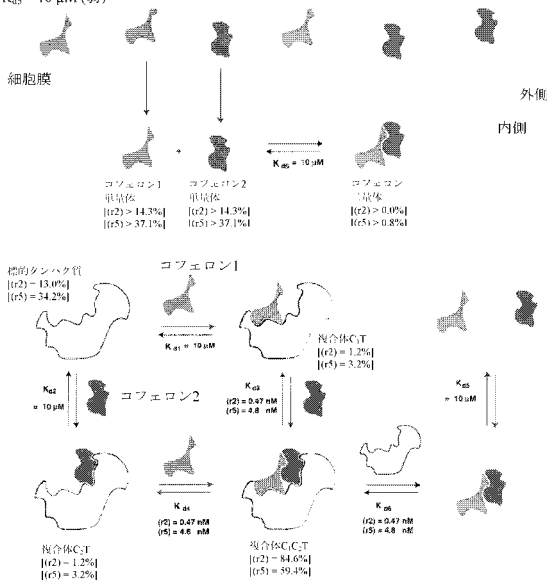 細胞膜
外側
内側
K d5 = 10 μM
コフェロン1
単量体
[(r2) > 14.3%]
[(r5) > 37.1%]
コフェロン2
単量体
[(r2) > 14.3%]
[(r5) > 37.1%]
コフェロン
二量体
[(r2) > 0.0%]
[(r5) > 0.8%]
標的タンパク質
[(r2) = 13.0%]
[(r5) = 34.2%]
コフェロン1
K d1 = 10 μM
複合体C₁T
[(r2) = 1.2%]
[(r5) = 3.2%]
K d2
= 10 μM
コフェロン2
K d3
(r2) = 0.47 nM
(r5) = 4.8 nM
K d5
= 10 μM
K d4
(r2) = 0.47 nM
(r5) = 4.8 nM
K d6
(r2) = 0.47 nM
(r5) = 4.8 nM
複合体C₂T
[(r2) = 1.2%]
[(r5) = 3.2%]
複合体C₁C₂T
[(r2) = 84.6%]
[(r5) = 59.4%]